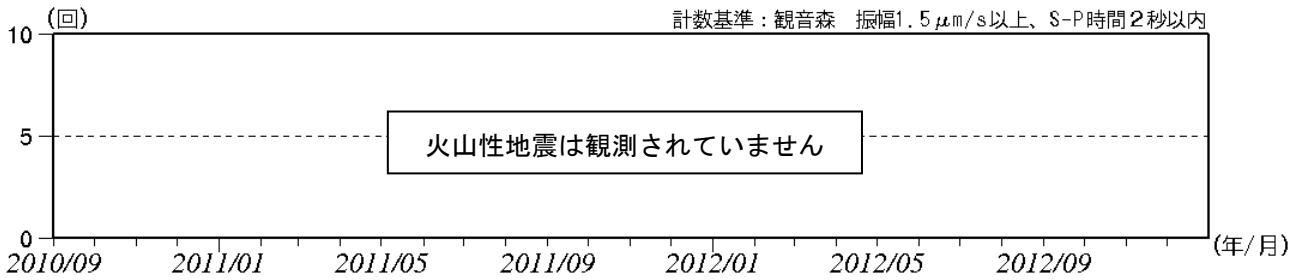 (回)
計数基準：観音森　振幅1.5μm/s以上、S-P時間2秒以内
10
5
火山性地震は観測されていません
0
2010/09 2011/01 2011/05 2011/09 2012/01 2012/05 2012/09
(年/月)